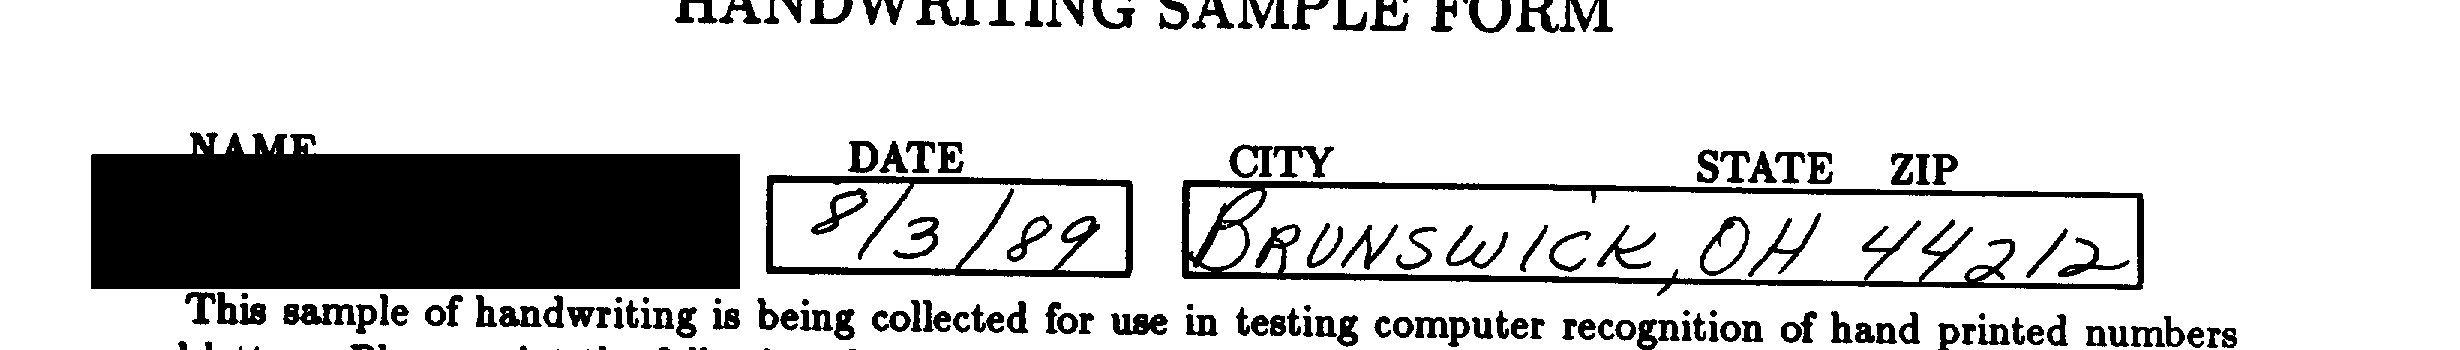 HANDWRITING SAMPLE FORM
NAME DATE CITY STATE ZIP
8/3/89 BRUNSWICK, OH 44212
This sample of handwriting is being collected for use in testing computer recognition of hand printed numbers